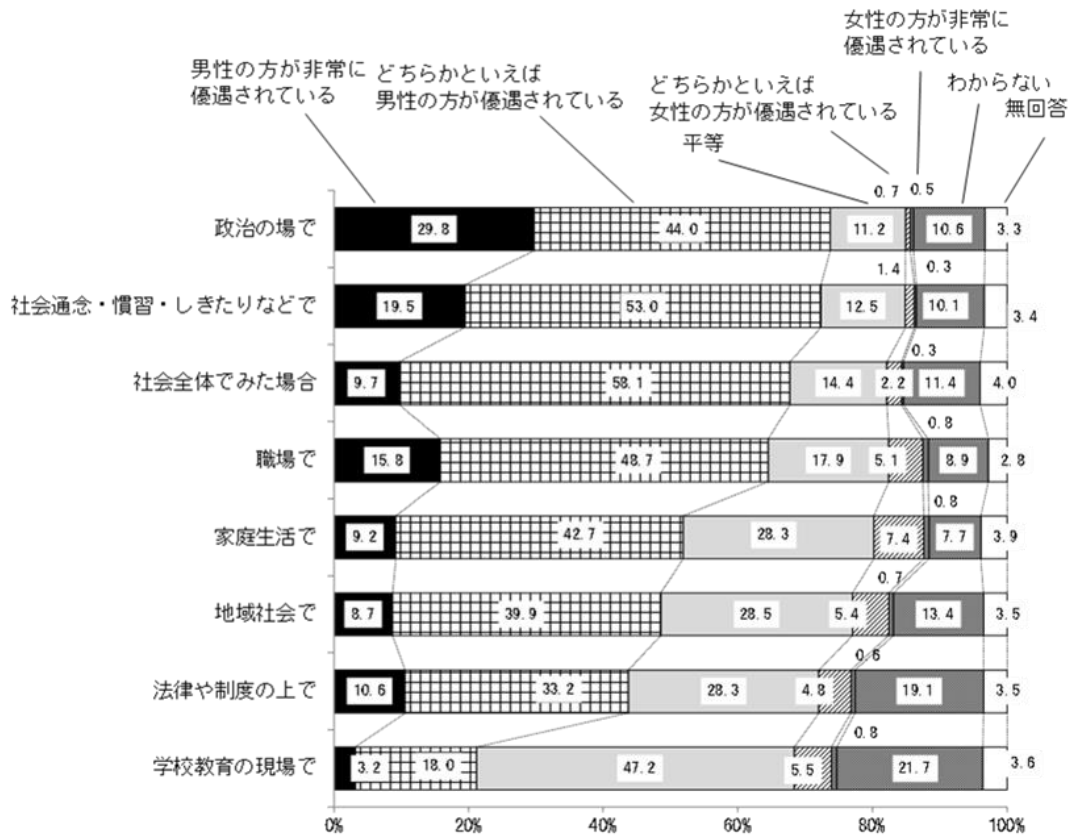 女性の方が非常に
優遇されている
男性の方が非常に
優遇されている
どちらかといえば
男性の方が優遇されている
どちらかといえば
女性の方が優遇されている
わからない
無回答
平等
0.7 0.5
政治の場で 29.8 44.0 11.2 10.6 3.3
1.4 0.3
社会通念・慣習・しきたりなどで 19.5 53.0 12.5 10.1 3.4
0.3
社会全体でみた場合 9.7 58.1 14.4 2.2 11.4 4.0
0.8
職場で 15.8 48.7 17.9 5.1 8.9 2.8
0.8
家庭生活で 9.2 42.7 28.3 7.4 7.7 3.9
0.7
地域社会で 8.7 39.9 28.5 5.4 13.4 3.5
0.6
法律や制度の上で 10.6 33.2 28.3 4.8 19.1 3.5
0.8
学校教育の現場で 3.2 18.0 47.2 5.5 21.7 3.6
0% 20% 40% 60% 80% 100%